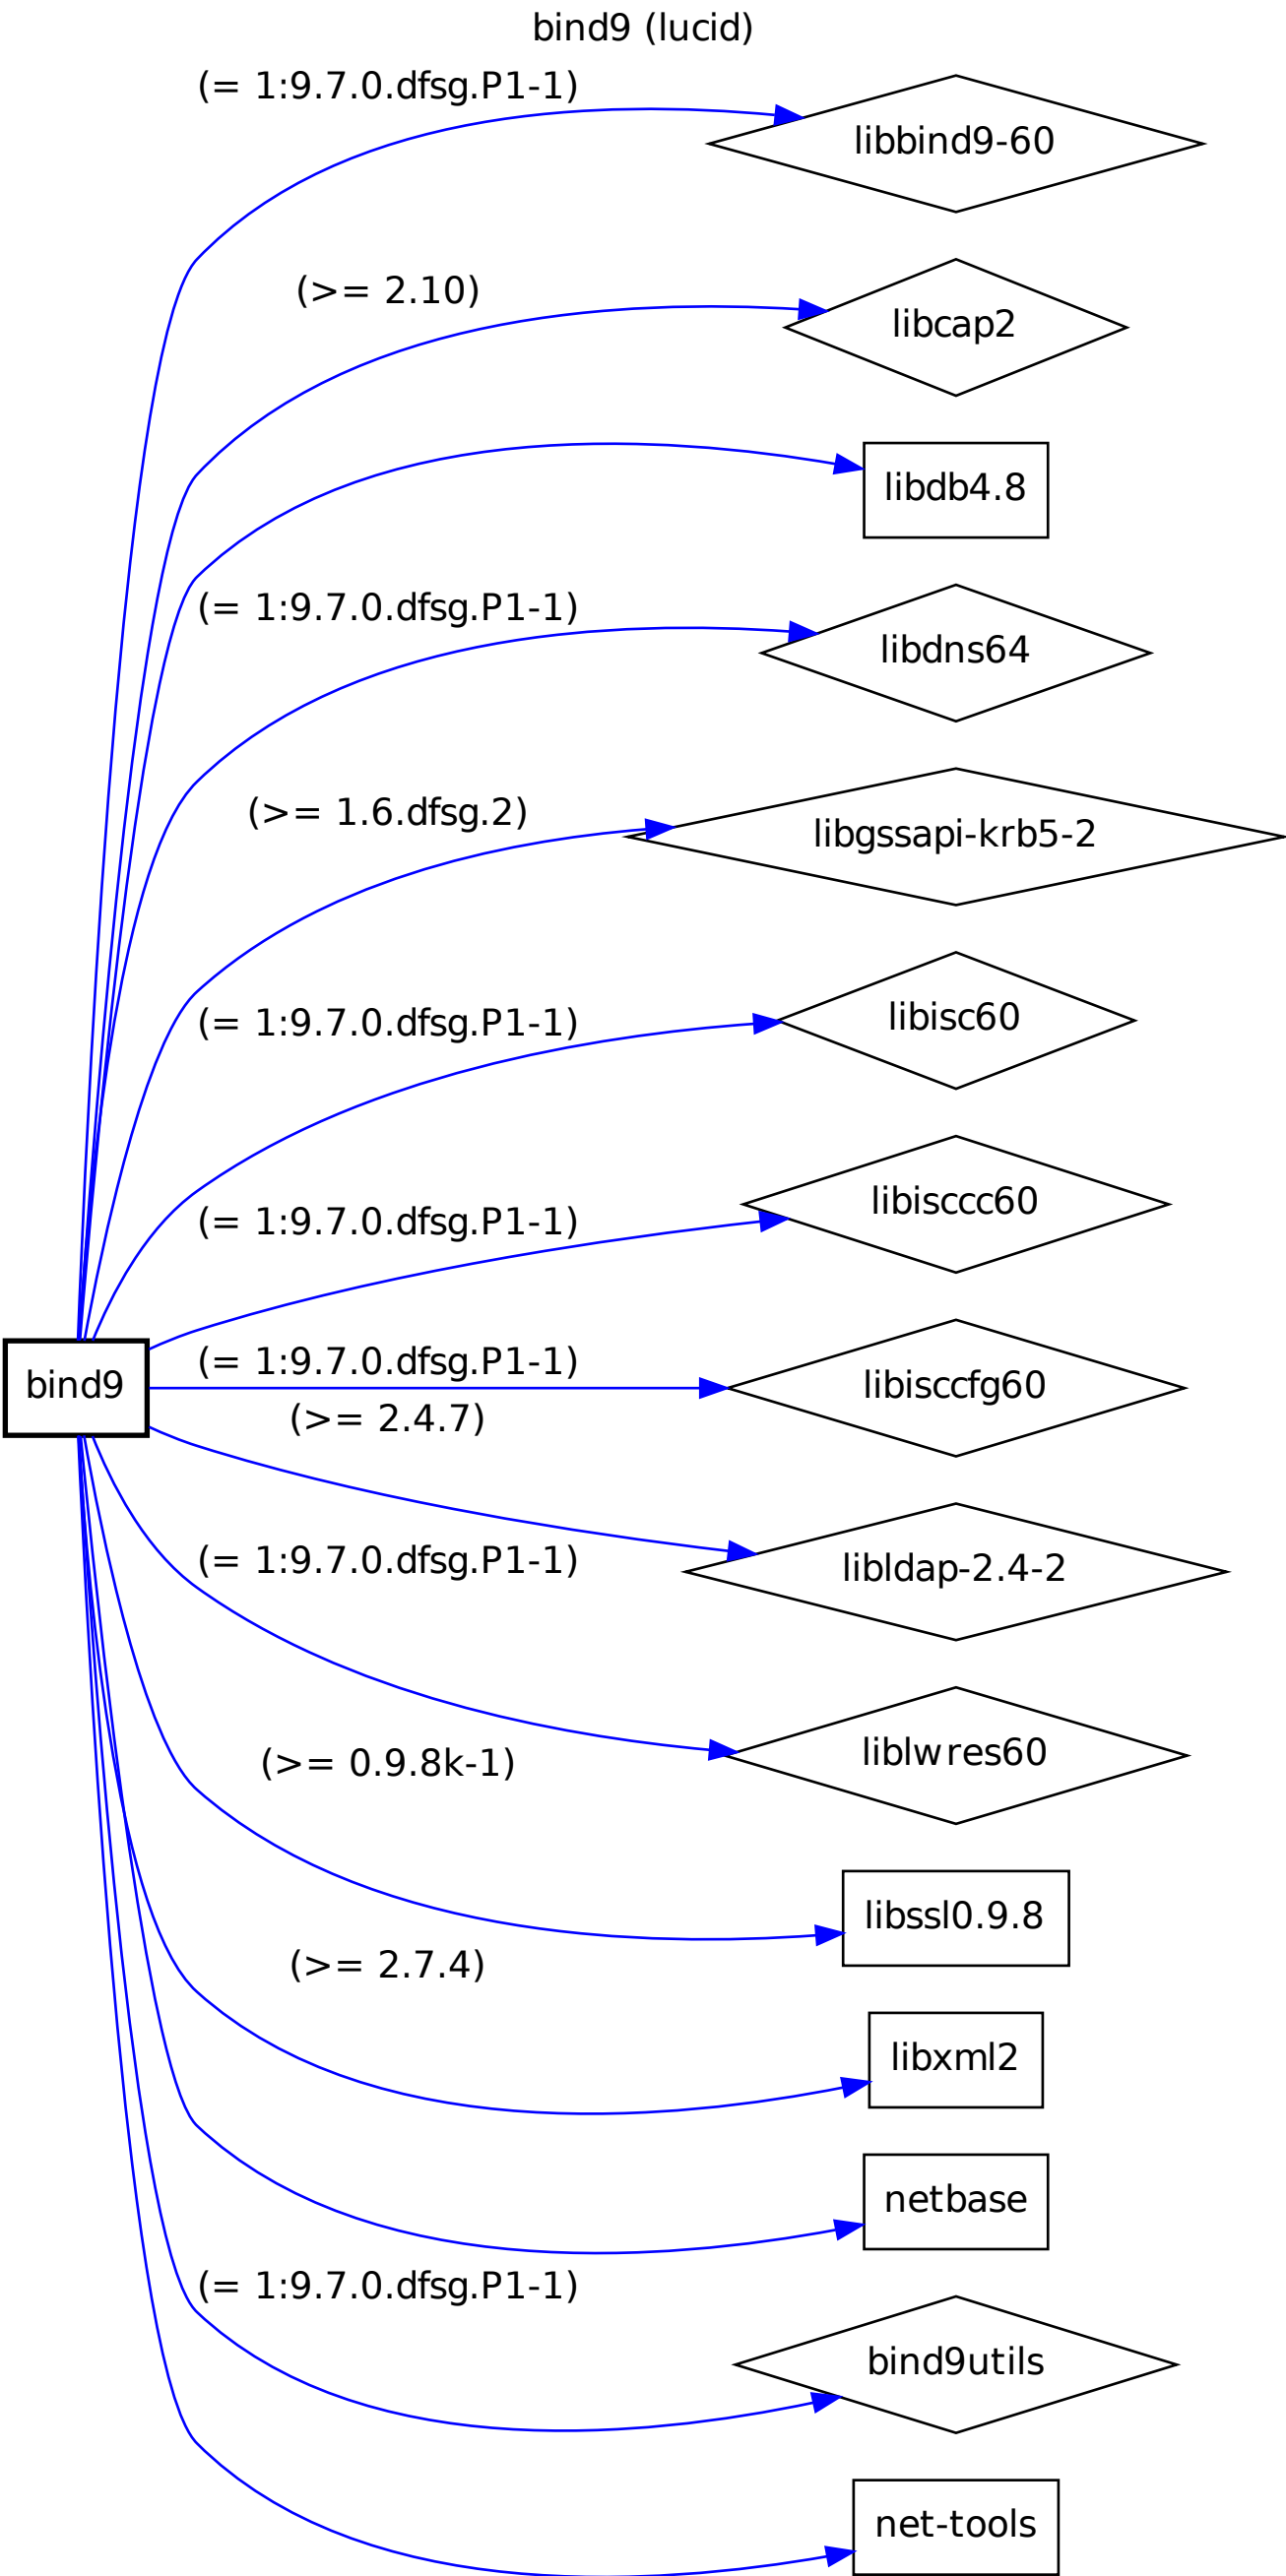 bind9 (lucid)
(= 1:9.7.0.dfsg.P1-1)
libbind9-60
(>= 2.10)
libcap2
libdb4.8
(= 1:9.7.0.dfsg.P1-1)
libdns64
(>= 1.6.dfsg.2)
libgssapi-krb5-2
(= 1:9.7.0.dfsg.P1-1)
libisc60
(= 1:9.7.0.dfsg.P1-1)
libisccc60
bind9
(= 1:9.7.0.dfsg.P1-1)
libisccfg60
(>= 2.4.7)
libldap-2.4-2
(= 1:9.7.0.dfsg.P1-1)
liblwres60
(>= 0.9.8k-1)
libssl0.9.8
(>= 2.7.4)
libxml2
netbase
(= 1:9.7.0.dfsg.P1-1)
bind9utils
net-tools